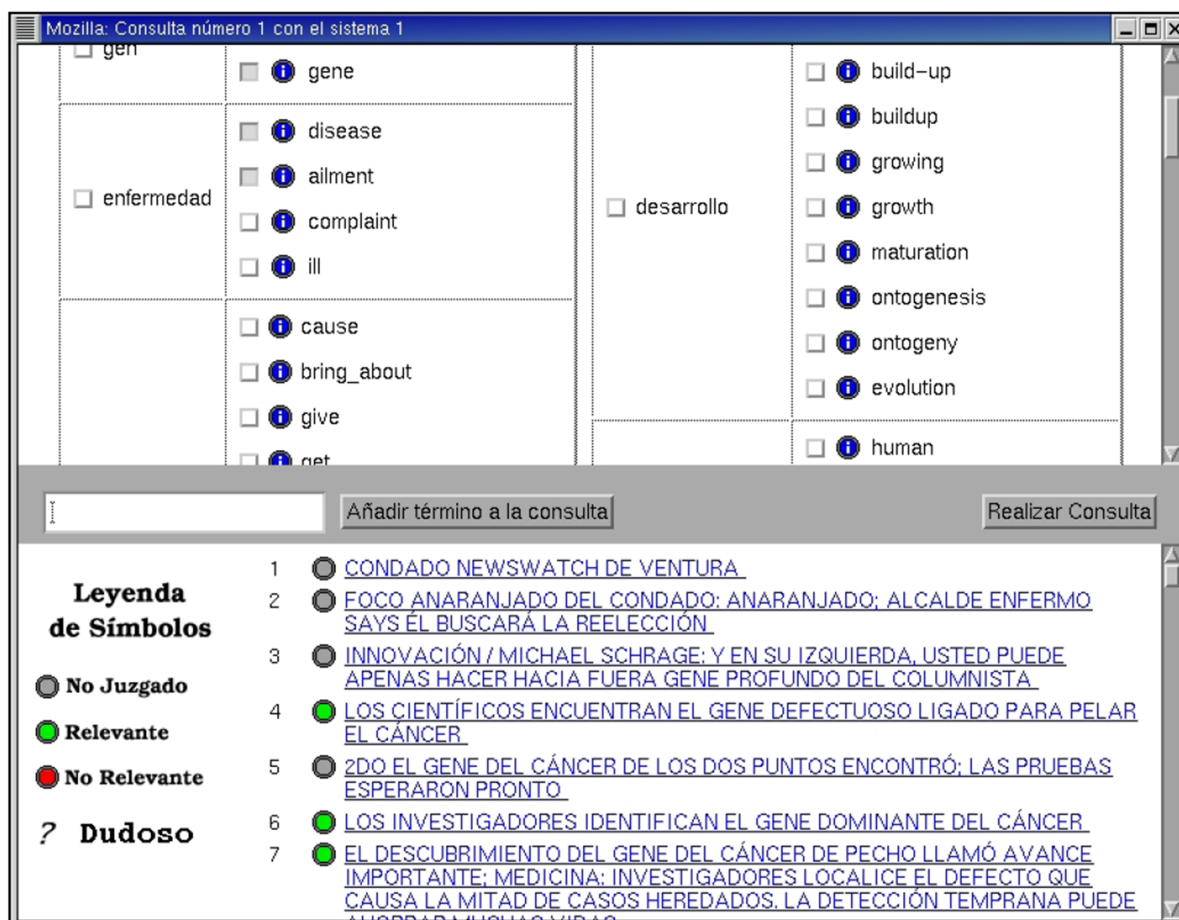 Mozilla: Consulta número 1 con el sistema 1
gen
gene
enfermedad
disease
ailment
complaint
ill
cause
bring_about
give
get
desarrollo
build-up
buildup
growing
growth
maturation
ontogenesis
ontogeny
evolution
human
Añadir término a la consulta
Realizar Consulta
Leyenda
de Símbolos
No Juzgado
Relevante
No Relevante
? Dudoso
1 CONDADO NEWSWATCH DE VENTURA
2 FOCO ANARANJADO DEL CONDADO: ANARANJADO; ALCALDE ENFERMO
SAYS ÉL BUSCARÁ LA REELECCIÓN
3 INNOVACIÓN / MICHAEL SCHRAGE: Y EN SU IZQUIERDA, USTED PUEDE
APENAS HACER HACIA FUERA GENE PROFUNDO DEL COLUMNISTA
4 LOS CIENTÍFICOS ENCUENTRAN EL GENE DEFECTUOSO LIGADO PARA PELAR
EL CÁNCER
5 2DO EL GENE DEL CÁNCER DE LOS DOS PUNTOS ENCONTRÓ; LAS PRUEBAS
ESPERARON PRONTO
6 LOS INVESTIGADORES IDENTIFICAN EL GENE DOMINANTE DEL CÁNCER
7 EL DESCUBRIMIENTO DEL GENE DEL CÁNCER DE PECHO LLAMÓ AVANCE
IMPORTANTE; MEDICINA: INVESTIGADORES LOCALICE EL DEFECTO QUE
CAUSA LA MITAD DE CASOS HEREDADOS. LA DETECCIÓN TEMPRANA PUEDE
AHORRAR MUCHAS VIDAS